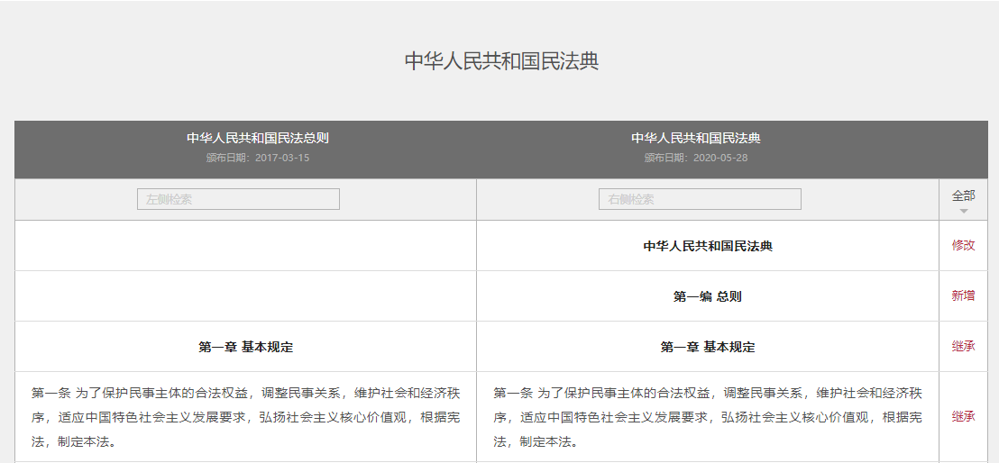 中华人民共和国民法典
中华人民共和国民法总则
颁布日期：2017-03-15
中华人民共和国民法典
颁布日期：2020-05-28
左侧检索
右侧检索
全部
中华人民共和国民法典
修改
第一编 总则
新增
第一章 基本规定
第一章 基本规定
继承
第一条 为了保护民事主体的合法权益，调整民事关系，维护社会和经济秩
序，适应中国特色社会主义发展要求，弘扬社会主义核心价值观，根据宪
法，制定本法。
第一条 为了保护民事主体的合法权益，调整民事关系，维护社会和经济秩
序，适应中国特色社会主义发展要求，弘扬社会主义核心价值观，根据宪
法，制定本法。
继承